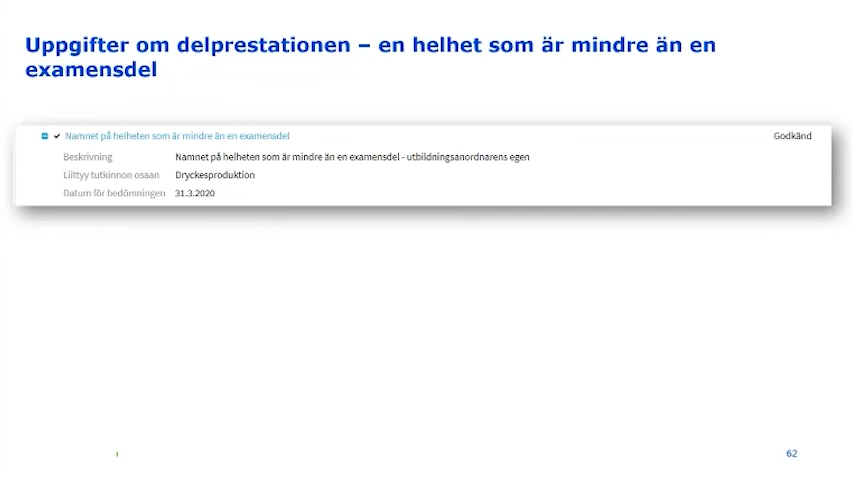 Uppgifter om delprestationen – en helhet som är mindre än en
examensdel
Namnet på helheten som är mindre än en examensdel Godkänd
Beskrivning Namnet på helheten som är mindre än en examensdel - utbildningsanordnarens egen
Liittyy tutkinnon osaan Dryckesproduktion
Datum för bedömningen 31.3.2020
62